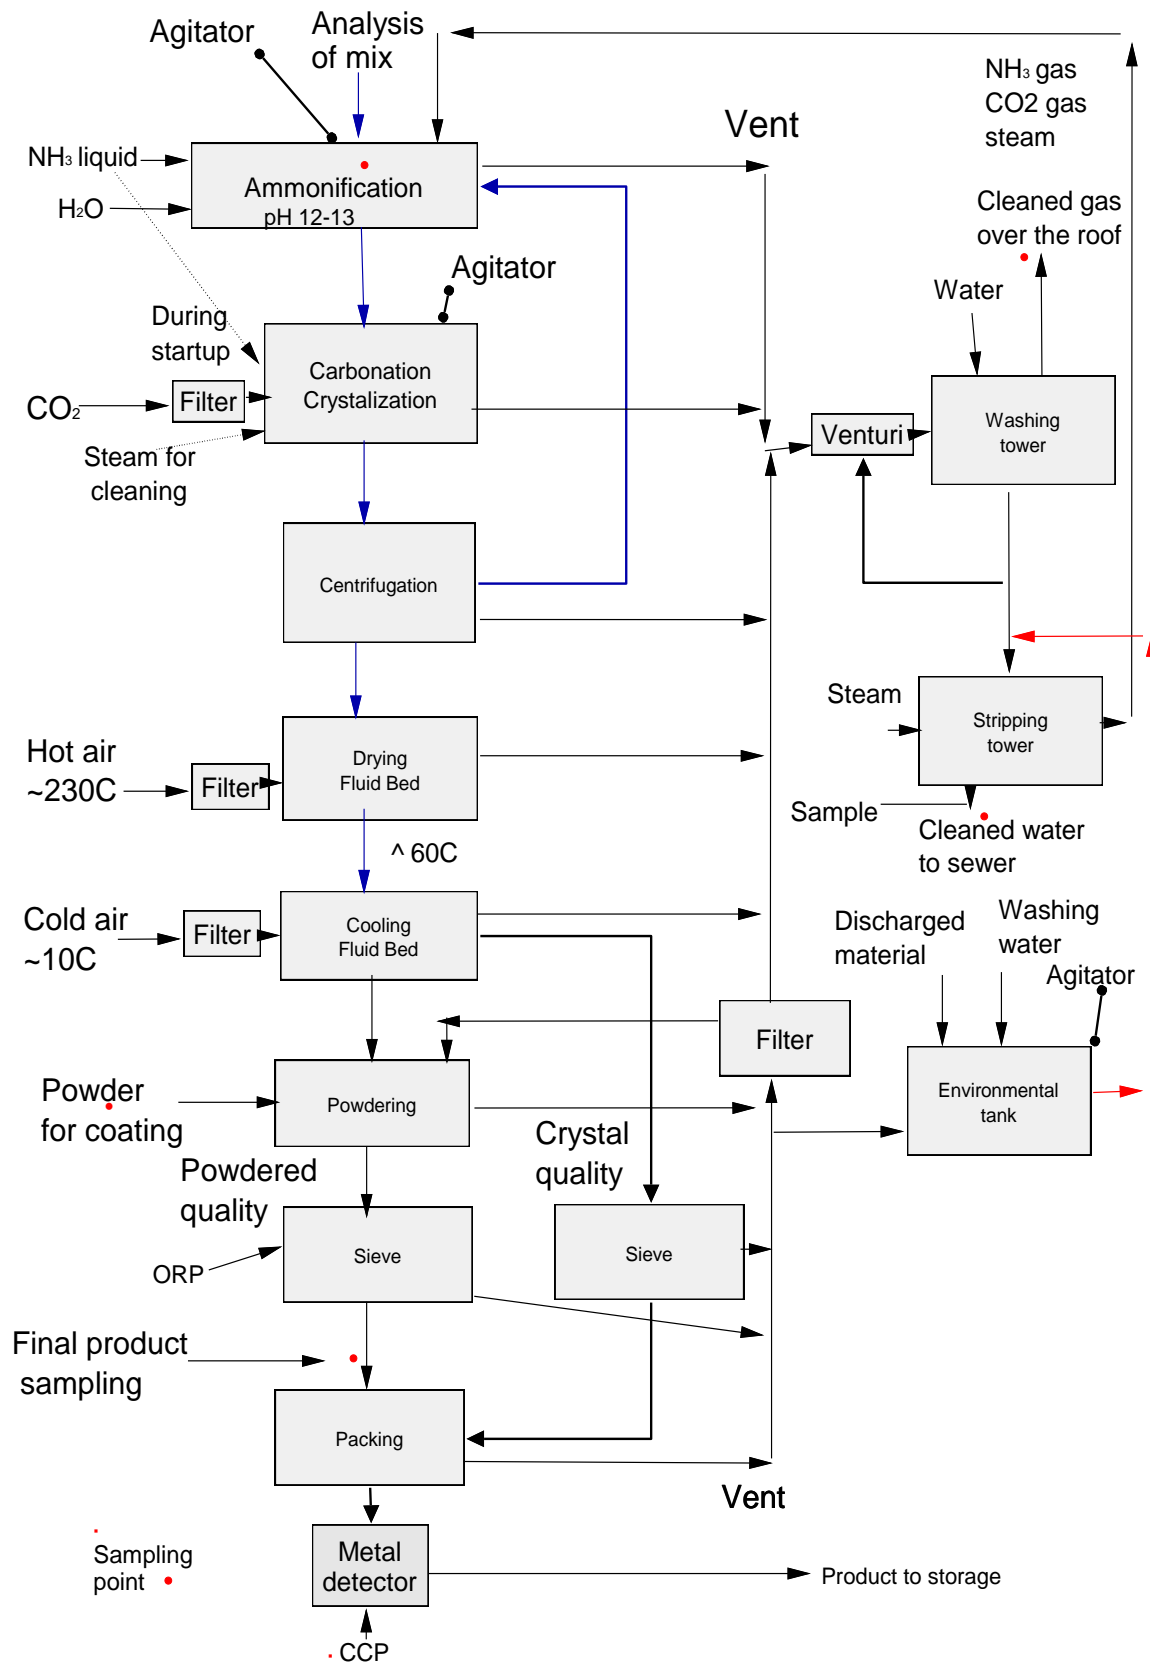 Agitator
Analysis
of mix
NH3 gas
CO2 gas
steam
Vent
NH3 liquid
Ammonification
pH 12-13
H2O
Cleaned gas
over the roof
Agitator
Water
During
startup
Carbonation
Crystalization
CO2
Filter
Venturi
Washing
tower
Steam for
cleaning
Centrifugation
Steam
Stripping
tower
Hot air
~230C
Filter
Drying
Fluid Bed
Sample
Cleaned water
to sewer
^ 60C
Cold air
~10C
Filter
Cooling
Fluid Bed
Discharged
material
Washing
water
Agitator
Filter
Environmental
tank
Powder
for coating
Powdering
Crystal
quality
Powdered
quality
Sieve
Sieve
ORP
Final product
sampling
Packing
Vent
Sampling
point
Metal
detector
Product to storage
CCP